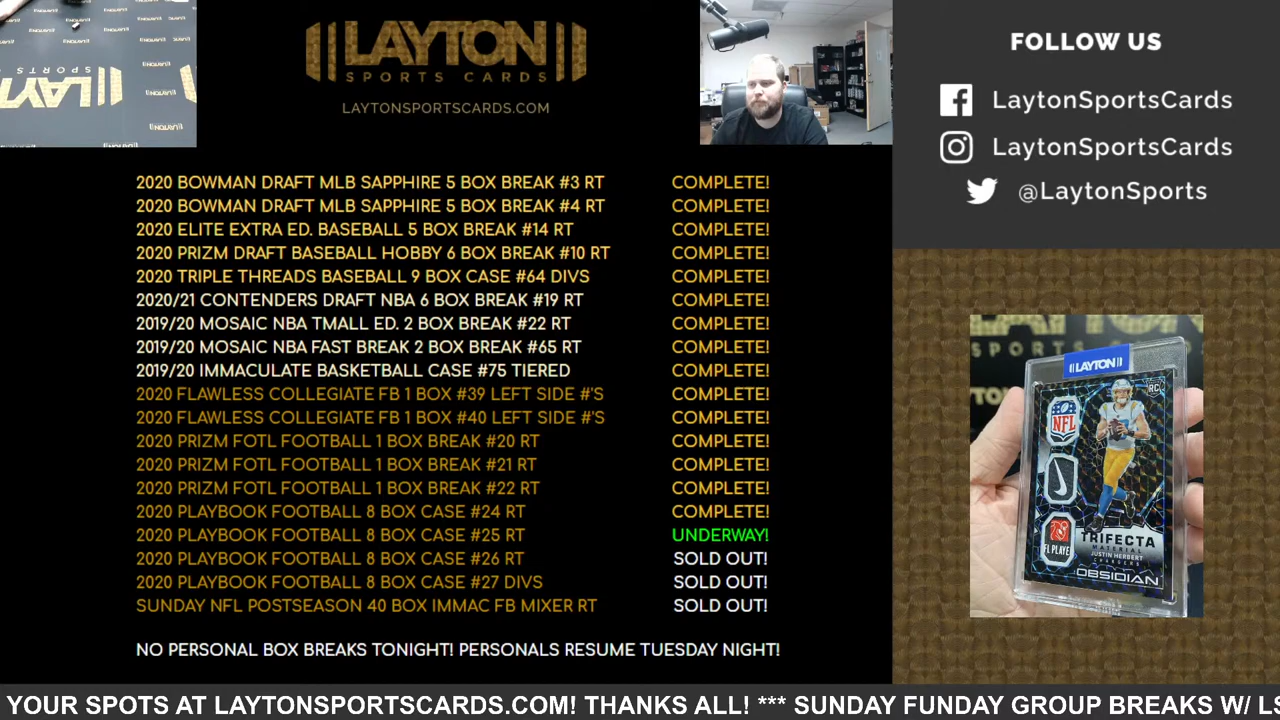 LAYTON
SPORTS CARDS
LAYTONSPORTSCARDS.COM
FOLLOW US
LaytonSportsCards
LaytonSportsCards
@LaytonSports
2020 BOWMAN DRAFT MLB SAPPHIRE 5 BOX BREAK #3 RT COMPLETE!
2020 BOWMAN DRAFT MLB SAPPHIRE 5 BOX BREAK #4 RT COMPLETE!
2020 ELITE EXTRA ED. BASEBALL 5 BOX BREAK #14 RT COMPLETE!
2020 PRIZM DRAFT BASEBALL HOBBY 6 BOX BREAK #10 RT COMPLETE!
2020 TRIPLE THREADS BASEBALL 9 BOX CASE #64 DIVS COMPLETE!
2020/21 CONTENDERS DRAFT NBA 6 BOX BREAK #19 RT COMPLETE!
2019/20 MOSAIC NBA TMALL ED. 2 BOX BREAK #22 RT COMPLETE!
2019/20 MOSAIC NBA FAST BREAK 2 BOX BREAK #65 RT COMPLETE!
2019/20 IMMACULATE BASKETBALL CASE #75 TIERED COMPLETE!
2020 FLAWLESS COLLEGIATE FB 1 BOX #39 LEFT SIDE #'S COMPLETE!
2020 FLAWLESS COLLEGIATE FB 1 BOX #40 LEFT SIDE #'S COMPLETE!
2020 PRIZM FOTL FOOTBALL 1 BOX BREAK #20 RT COMPLETE!
2020 PRIZM FOTL FOOTBALL 1 BOX BREAK #21 RT COMPLETE!
2020 PRIZM FOTL FOOTBALL 1 BOX BREAK #22 RT COMPLETE!
2020 PLAYBOOK FOOTBALL 8 BOX CASE #24 RT COMPLETE!
2020 PLAYBOOK FOOTBALL 8 BOX CASE #25 RT UNDERWAY!
2020 PLAYBOOK FOOTBALL 8 BOX CASE #26 RT SOLD OUT!
2020 PLAYBOOK FOOTBALL 8 BOX CASE #27 DIVS SOLD OUT!
SUNDAY NFL POSTSEASON 40 BOX IMMAC FB MIXER RT SOLD OUT!
NO PERSONAL BOX BREAKS TONIGHT! PERSONALS RESUME TUESDAY NIGHT!
LAYTON
RC
NFL
FL PLAYE
TRIFECTA
MATERIAL
JUSTIN HERBERT
CHARGERS
OBSIDIAN
YOUR SPOTS AT LAYTONSPORTSCARDS.COM! THANKS ALL! *** SUNDAY FUNDAY GROUP BREAKS W/ LS